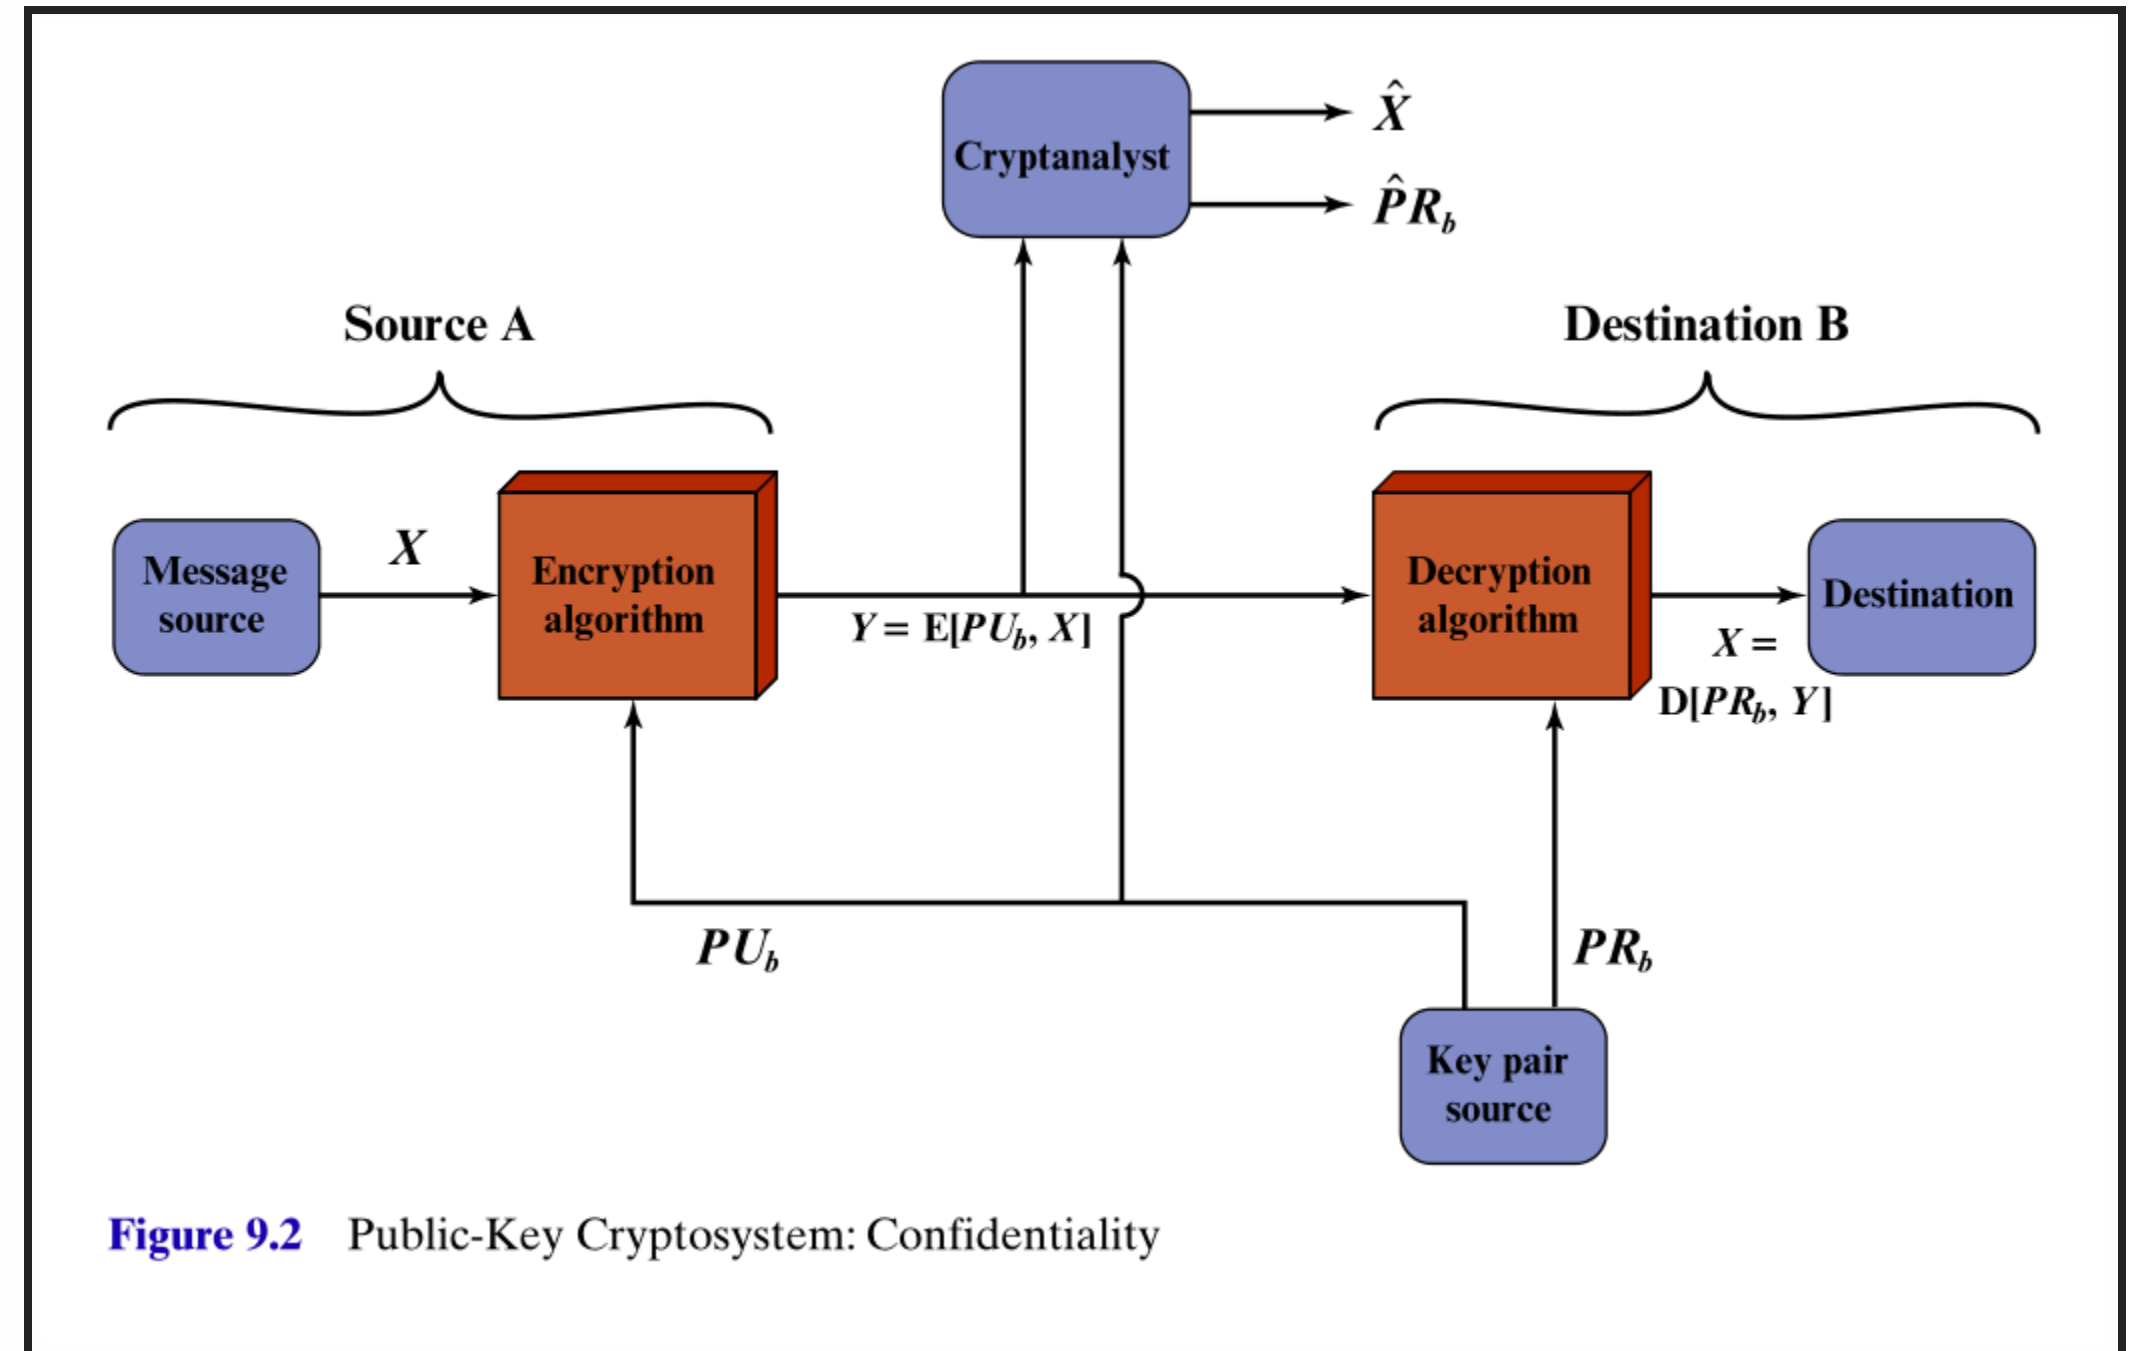 Cryptanalyst
X̂
P̂R_b
Source A
Destination B
Message
source
X
Encryption
algorithm
Y = E[PU_b, X]
Decryption
algorithm
X =
D[PR_b, Y]
Destination
PU_b
PR_b
Key pair
source
Figure 9.2 Public-Key Cryptosystem: Confidentiality